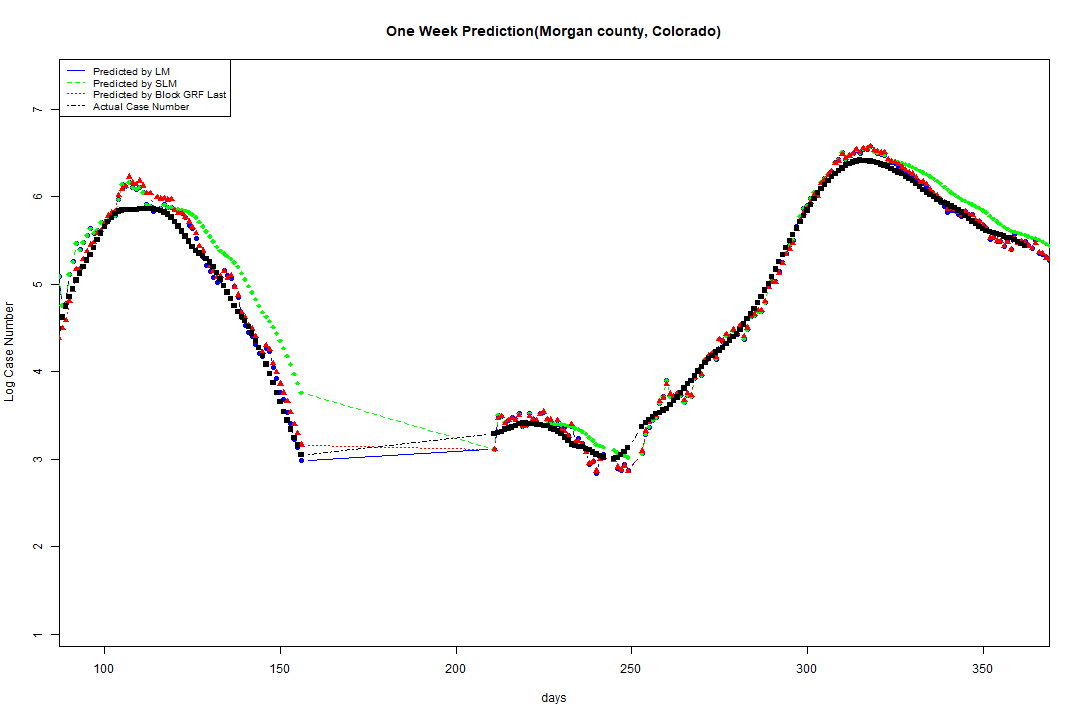 One Week Prediction(Morgan county, Colorado)
Predicted by LM
Predicted by SLM
Predicted by Block GRF Last
Actual Case Number
7
6
5
4
3
2
1
Log Case Number
100 150 200 250 300 350
days